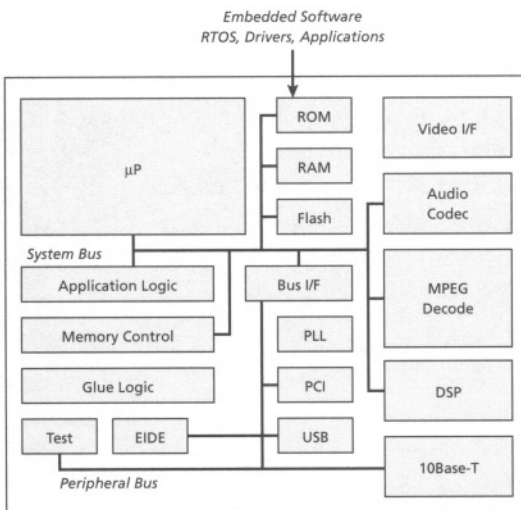 Embedded Software
RTOS, Drivers, Applications
μP
ROM
RAM
Flash
Video I/F
Audio
Codec
System Bus
Application Logic
Bus I/F
MPEG
Decode
Memory Control
PLL
Glue Logic
PCI
DSP
Test
EIDE
USB
10Base-T
Peripheral Bus